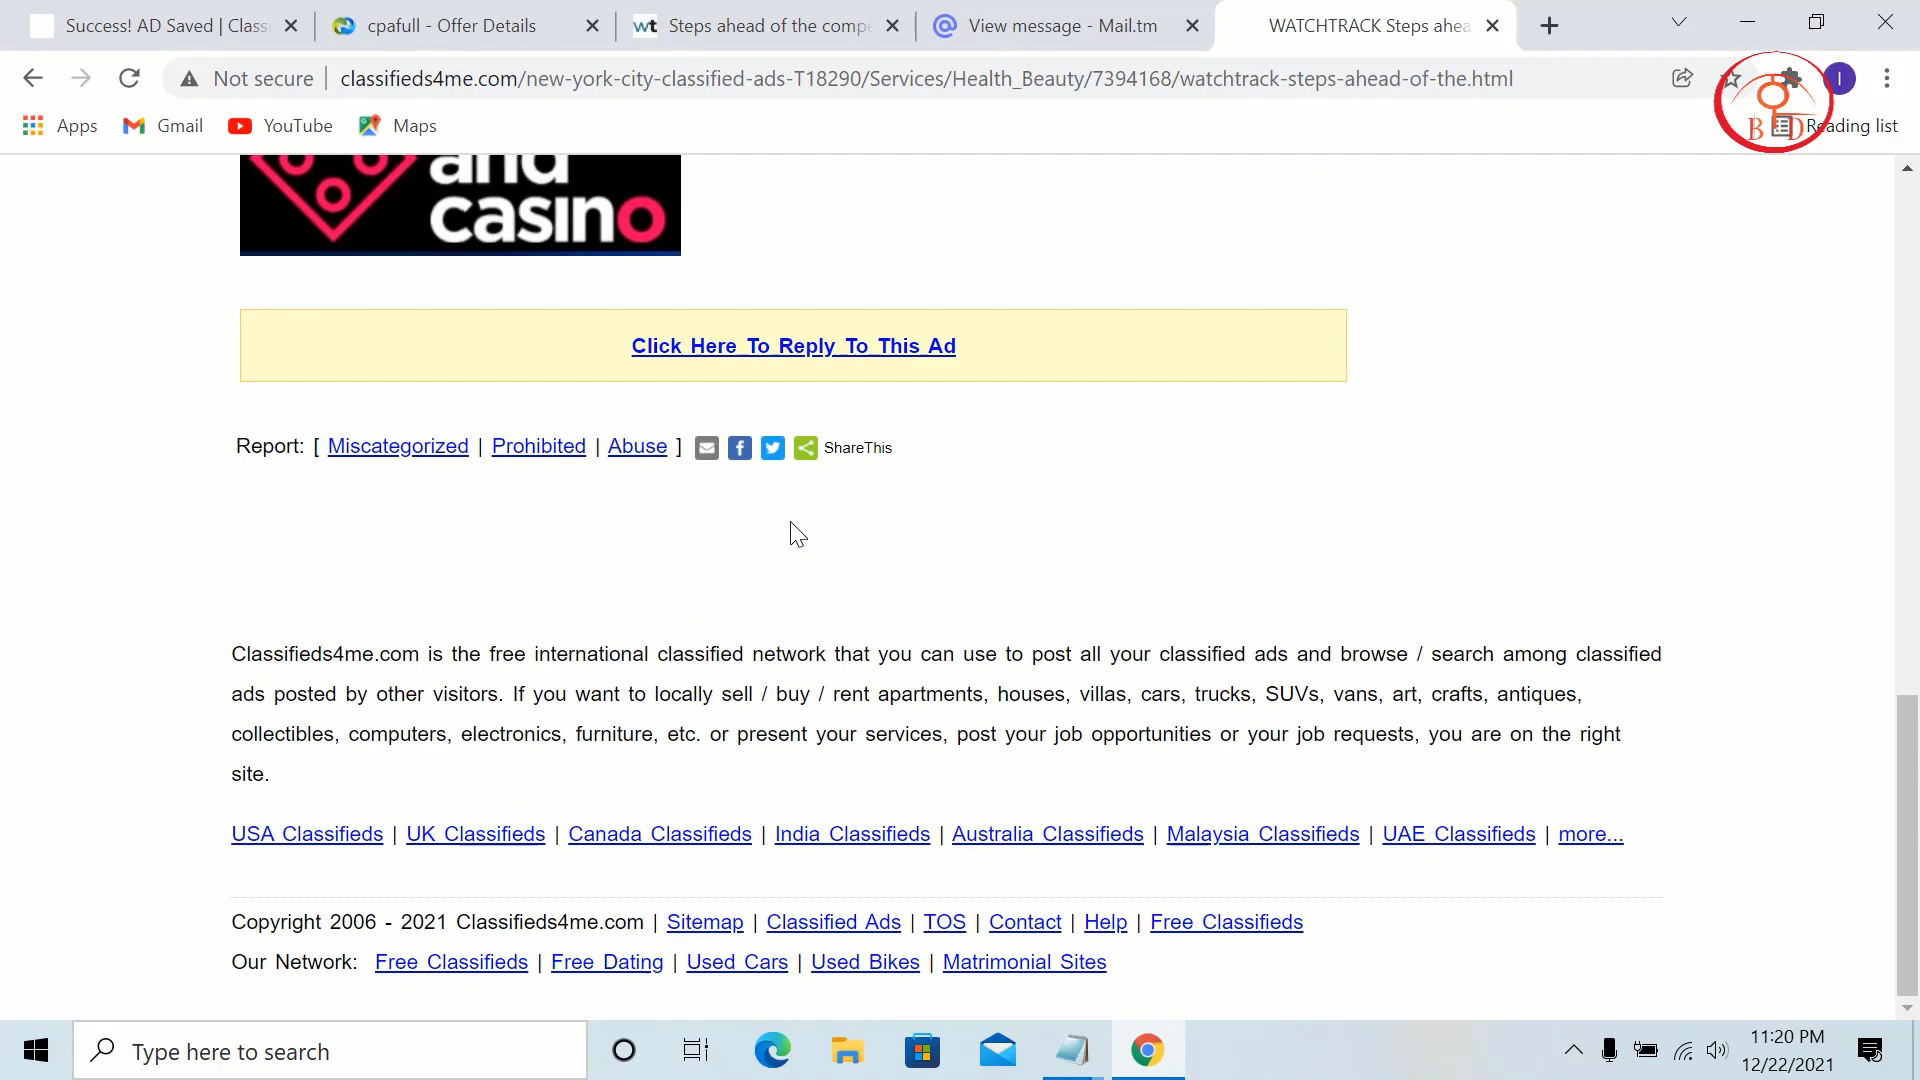 Success! AD Saved | Class
cpafull - Offer Details
wt Steps ahead of the compe
View message - Mail.tm
WATCHTRACK Steps ahea
Not secure | classifieds4me.com/new-york-city-classified-ads-T18290/Services/Health_Beauty/7394168/watchtrack-steps-ahead-of-the.html
I
Apps
Gmail
YouTube
Maps
B D
Reading list
and
casino
Click Here To Reply To This Ad
Report: [ Miscategorized | Prohibited | Abuse ] ShareThis
Classifieds4me.com is the free international classified network that you can use to post all your classified ads and browse / search among classified
ads posted by other visitors. If you want to locally sell / buy / rent apartments, houses, villas, cars, trucks, SUVs, vans, art, crafts, antiques,
collectibles, computers, electronics, furniture, etc. or present your services, post your job opportunities or your job requests, you are on the right
site.
USA Classifieds | UK Classifieds | Canada Classifieds | India Classifieds | Australia Classifieds | Malaysia Classifieds | UAE Classifieds | more...
Copyright 2006 - 2021 Classifieds4me.com | Sitemap | Classified Ads | TOS | Contact | Help | Free Classifieds
Our Network: Free Classifieds | Free Dating | Used Cars | Used Bikes | Matrimonial Sites
Type here to search
11:20 PM
12/22/2021